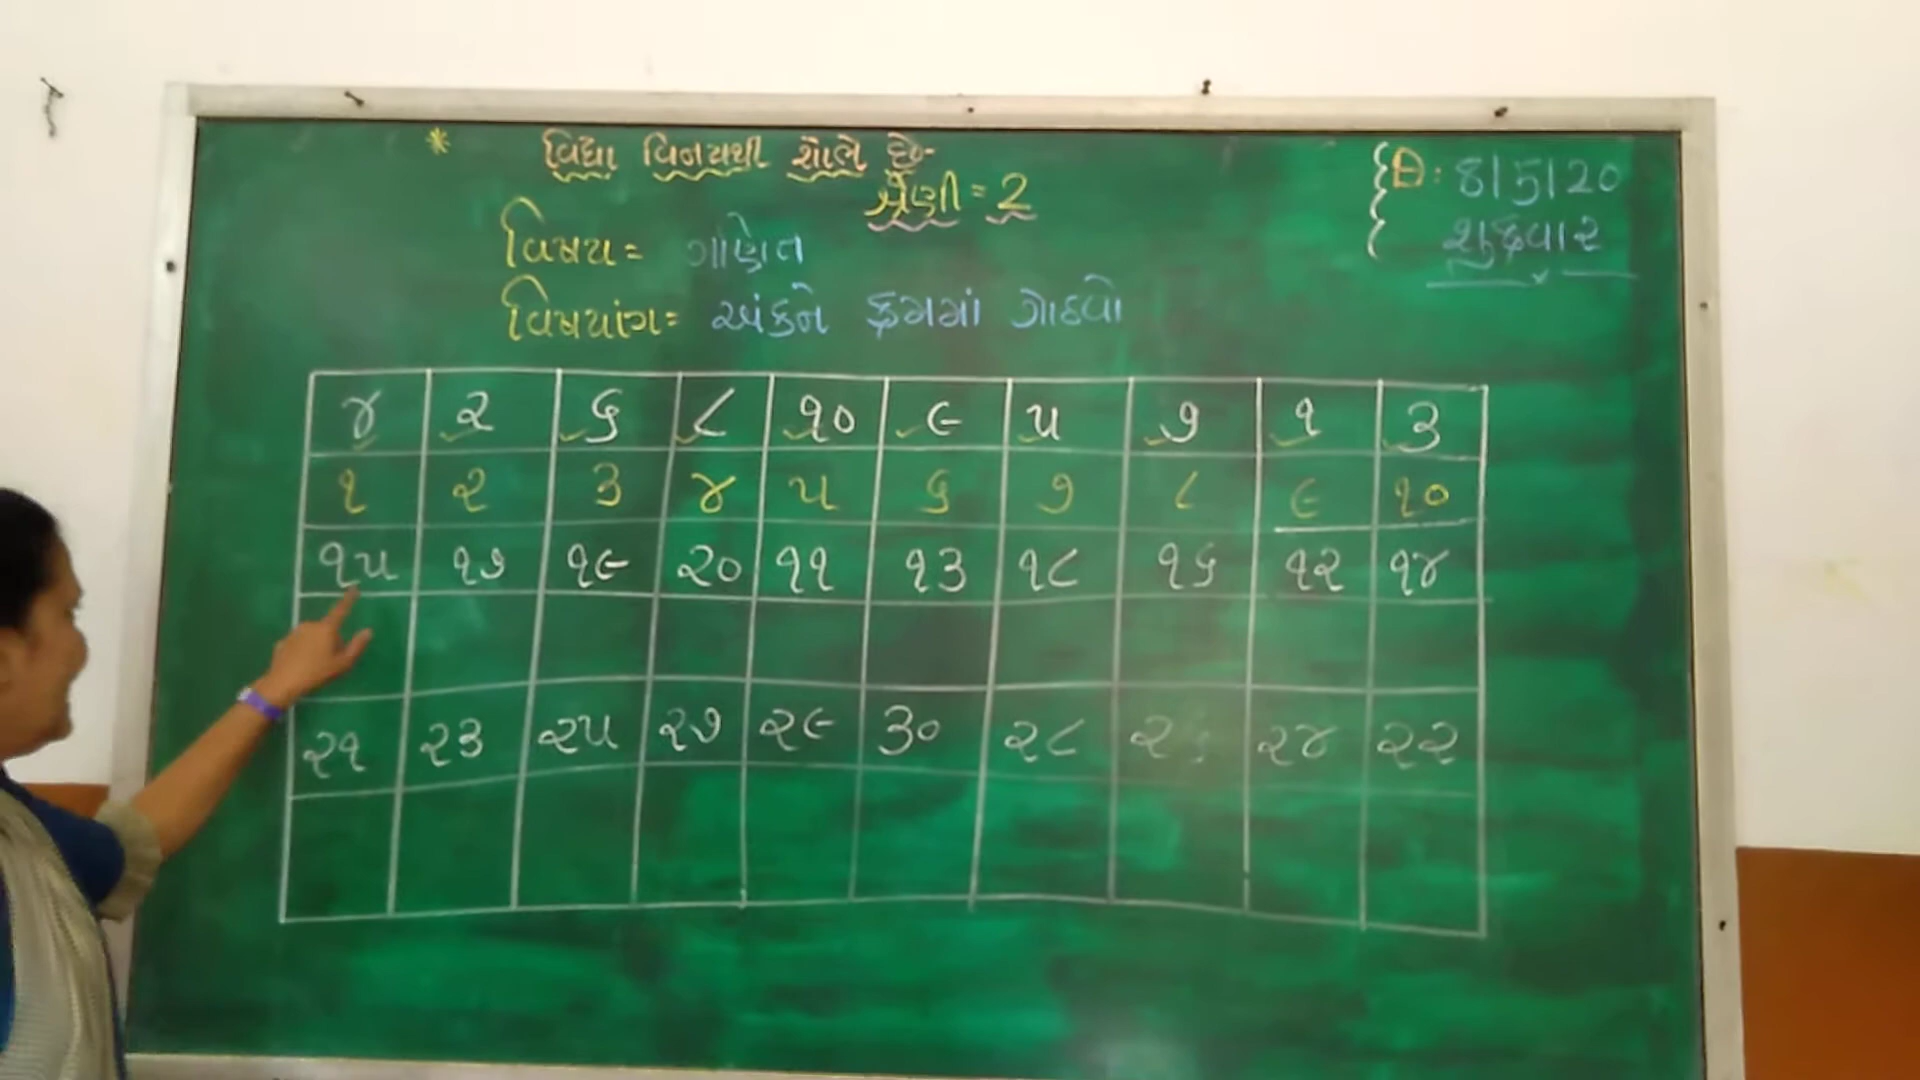 * વિદ્યા વિનયથી શોભે છે-
શ્રેણી = 2
વિષય = ગણિત
વિષયાંગ = અંકને ક્રમમાં ગોઠવો
દિ: 8/5/20
શુક્રવાર
૪ ૨ ૬ ૮ ૧૦ ૯ ૫ ૭ ૧ ૩
૧ ૨ ૩ ૪ ૫ ૬ ૭ ૮ ૯ ૧૦
૧૫ ૧૭ ૧૯ ૨૦ ૧૧ ૧૩ ૧૮ ૧૬ ૧૨ ૧૪
૨૧ ૨૩ ૨૫ ૨૭ ૨૯ ૩૦ ૨૮ ૨૬ ૨૪ ૨૨